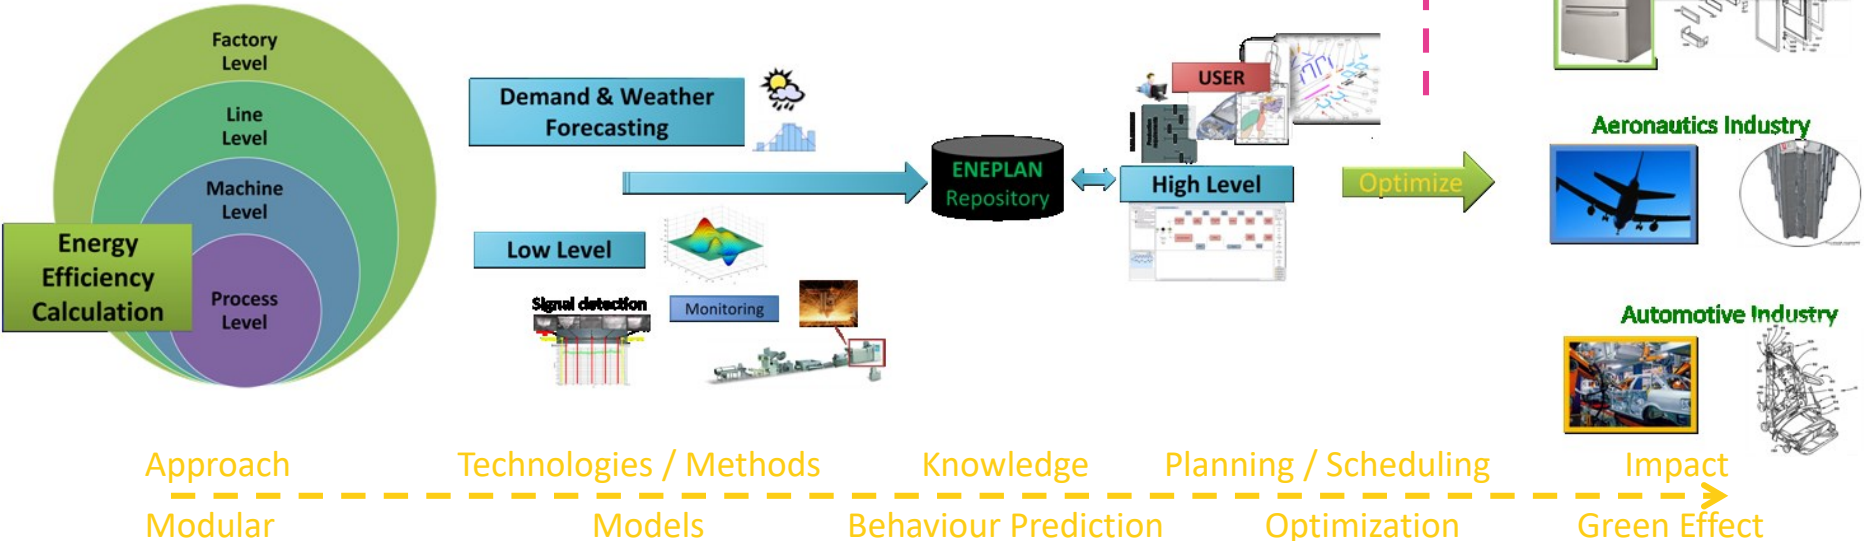 Factory
Level
Line
Level
Machine
Level
Process
Level
Energy
Efficiency
Calculation
Demand & Weather
Forecasting
Low Level
Signal detection
Monitoring
ENEPLAN
Repository
USER
High Level
Optimize
Aeronautics Industry
Automotive Industry
Approach
Technologies / Methods
Knowledge
Planning / Scheduling
Impact
Modular
Models
Behaviour Prediction
Optimization
Green Effect